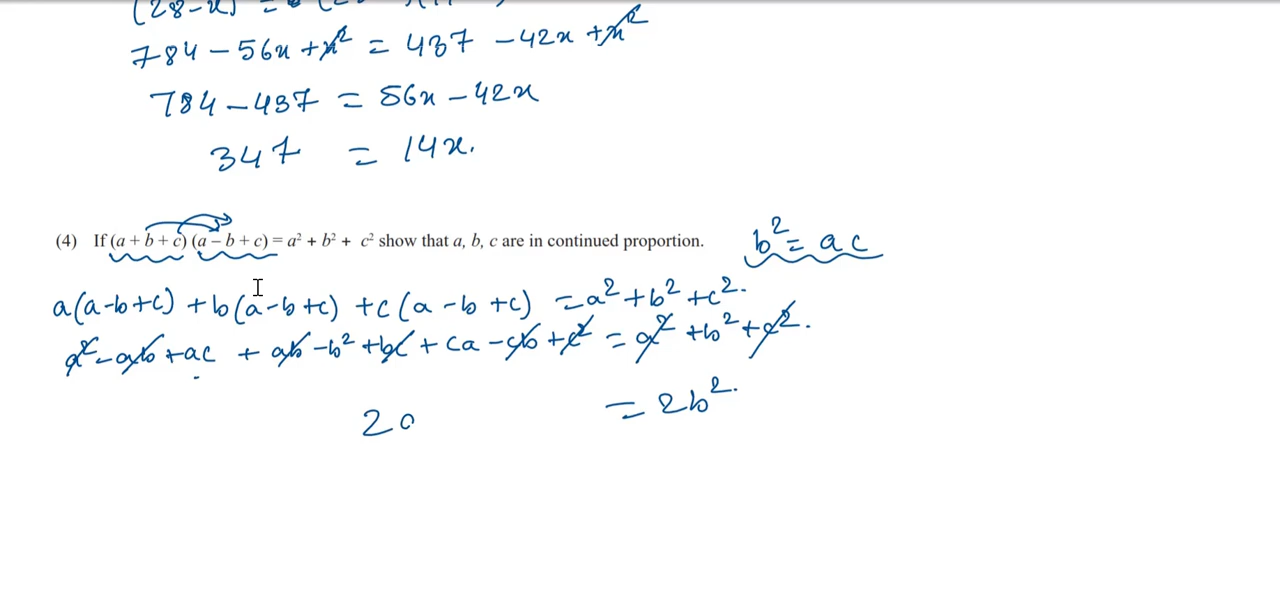 (28-x) =
784 - 56x + x² = 437 - 42x + x²
784 - 437 = 56x - 42x
347 = 14x.
(4) If (a + b + c) (a – b + c) = a² + b² + c² show that a, b, c are in continued proportion.
b² = ac
a(a-b+c) + b(a-b+c) + c(a-b+c) = a² + b² + c².
a² - ab + ac + ab - b² + bc + ca - cb + c² = a² + b² + c².
2a = 2b².